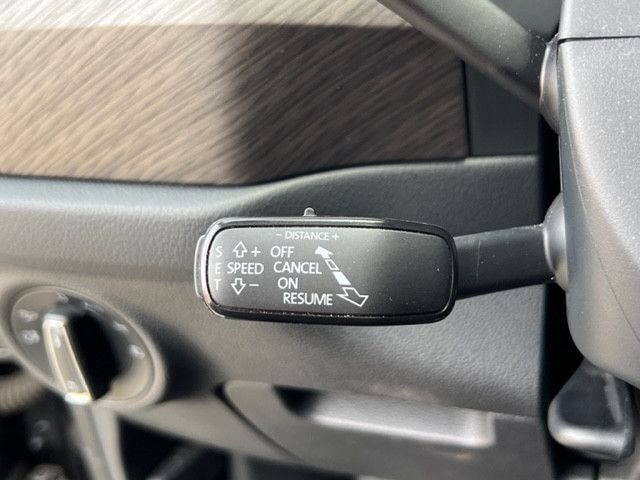 - DISTANCE +
S + OFF
E SPEED CANCEL
T - ON
RESUME